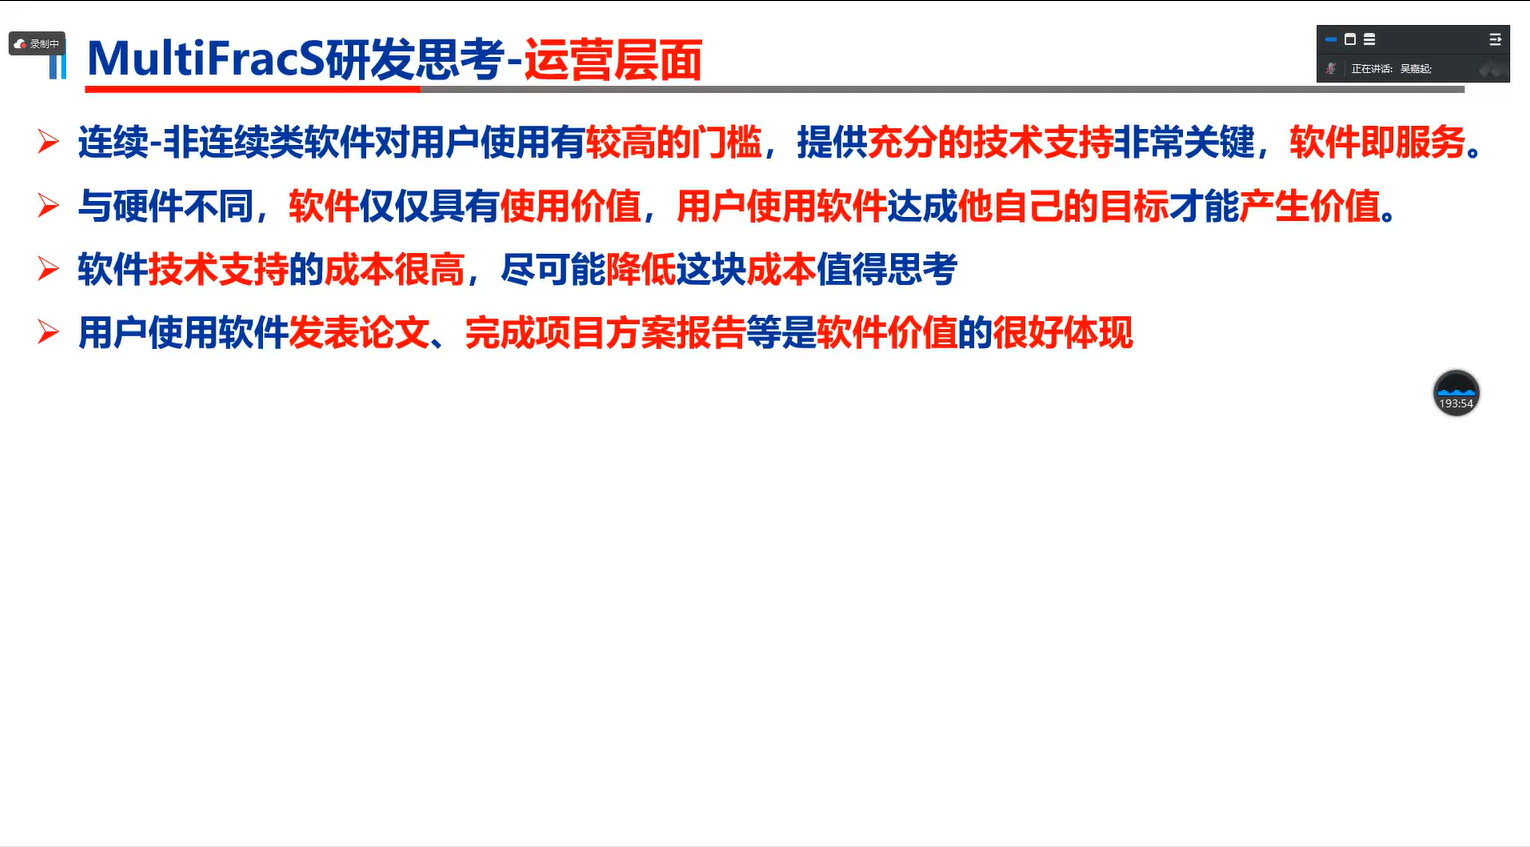 录制中
MultiFracS研发思考-运营层面
正在讲话: 吴嘉起;
连续-非连续类软件对用户使用有较高的门槛，提供充分的技术支持非常关键，软件即服务。
与硬件不同，软件仅仅具有使用价值，用户使用软件达成他自己的目标才能产生价值。
软件技术支持的成本很高，尽可能降低这块成本值得思考
用户使用软件发表论文、完成项目方案报告等是软件价值的很好体现
193:54